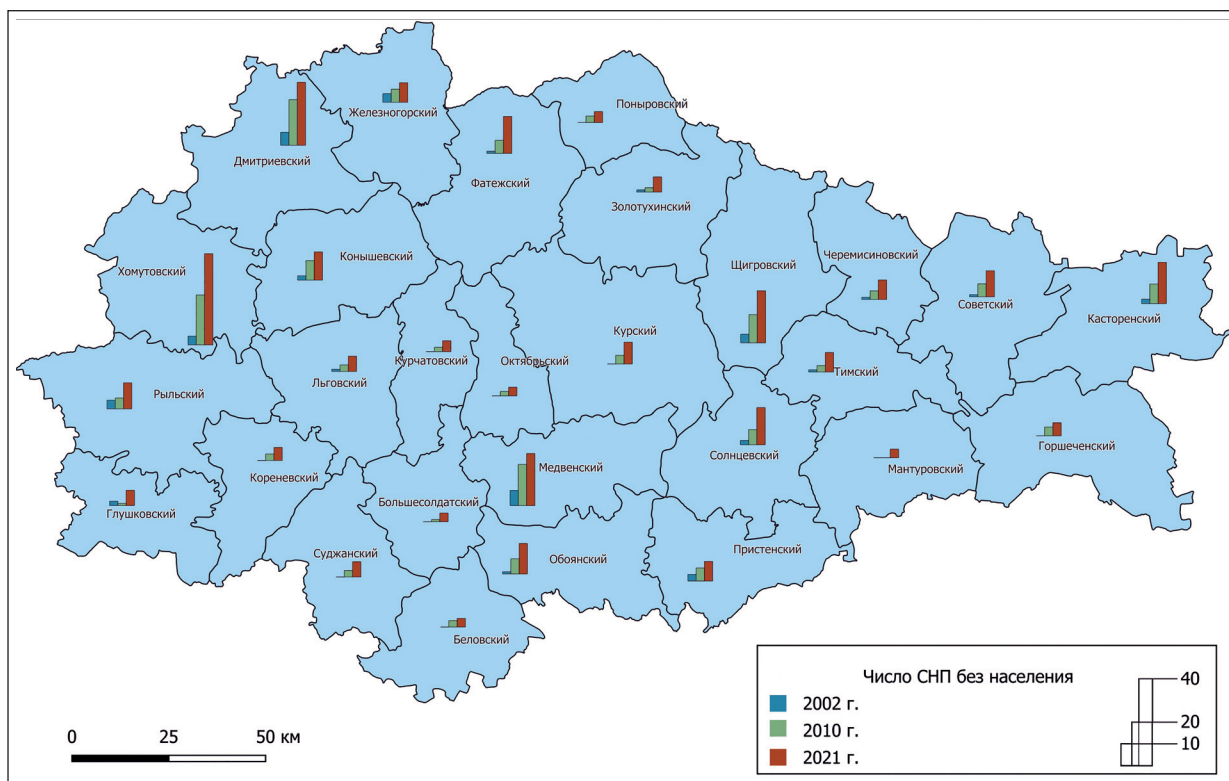 Поныровский
Железногорский
Дмитриевский
Фатежский
Золотухинский
Хомутовский
Конышевский
Щигровский
Черемисиновский
Советский
Касторенский
Курский
Курчатовский
Октябрьский
Льговский
Тимский
Рыльский
Горшеченский
Солнцевский
Медвенский
Мантуровский
Кореневский
Большесолдатский
Глушковский
Суджанский
Обоянский
Пристенский
Беловский
Число СНП без населения
2002 г.
2010 г.
2021 г.
40
20
10
0 25 50 км